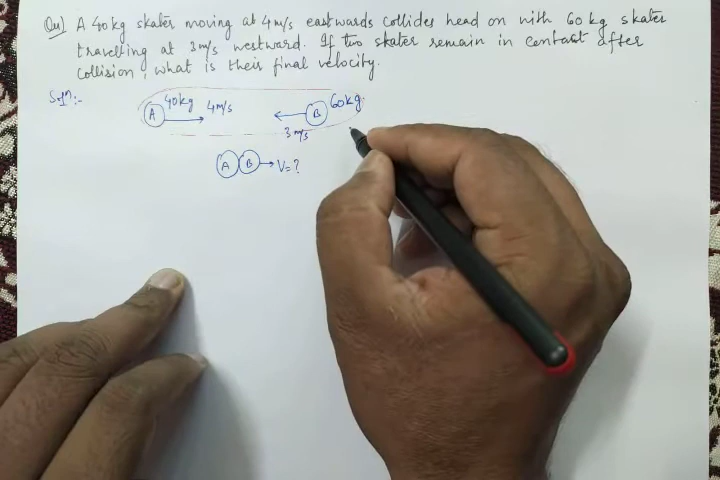 Qu) A 40kg skater moving at 4m/s eastwards collides head on with 60kg skater
travelling at 3m/s westward. If two skater remain in contact after
collision, what is their final velocity.
Solⁿ:-
A 40kg 4m/s B 60kg
3m/s
A B V=?